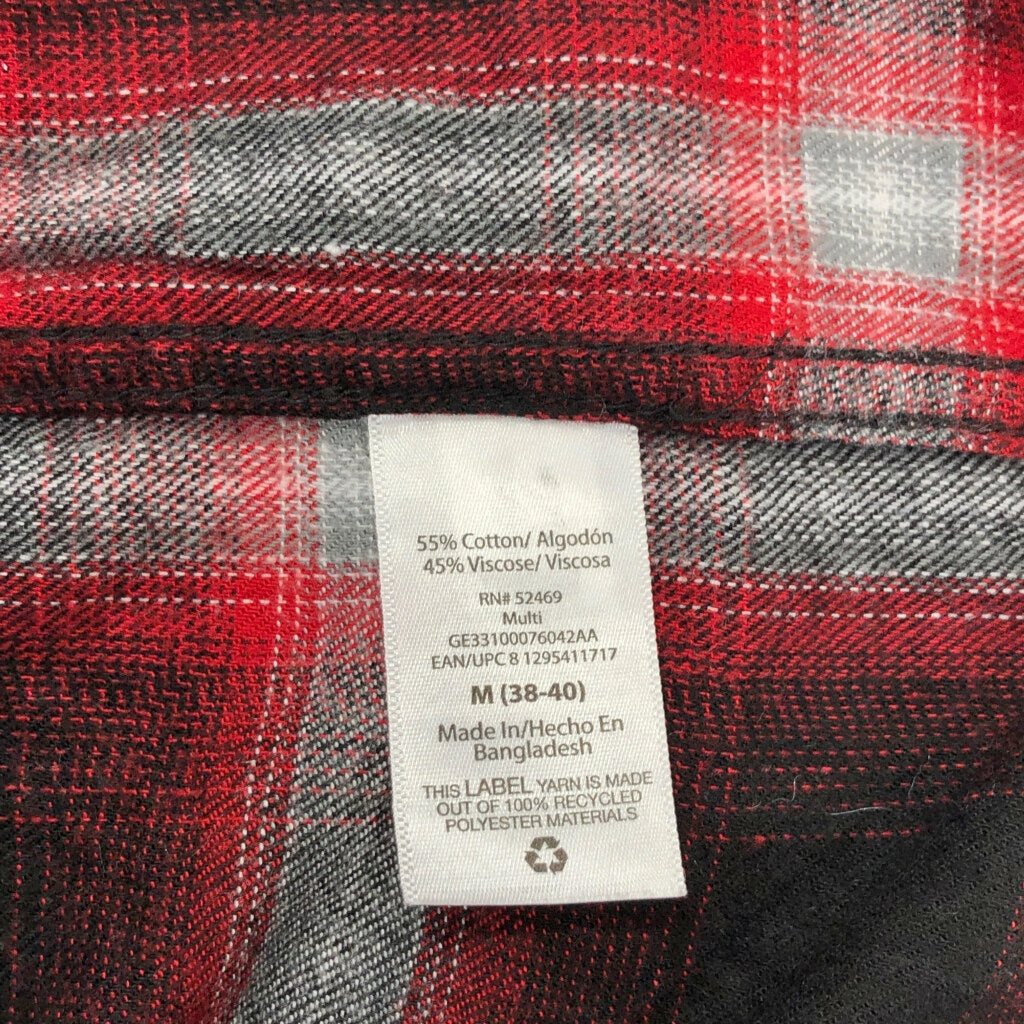 55% Cotton/ Algodón
45% Viscose/ Viscosa
RN# 52469
Multi
GE33100076042AA
EAN/UPC 8 1295411717
M (38-40)
Made In/Hecho En
Bangladesh
THIS LABEL YARN IS MADE
OUT OF 100% RECYCLED
POLYESTER MATERIALS